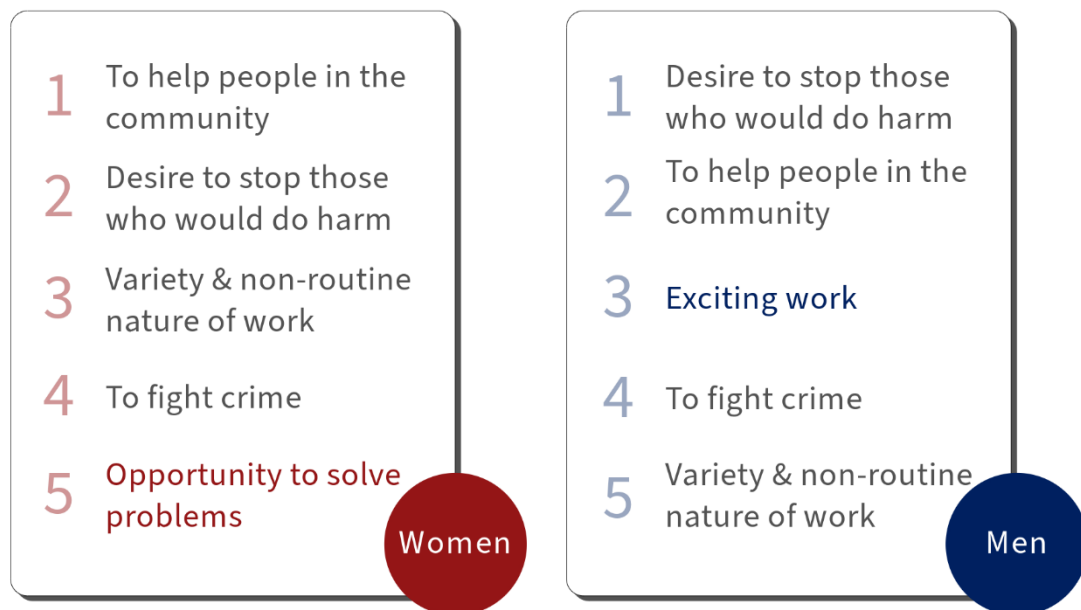 1
To help people in the
community
2
Desire to stop those
who would do harm
3
Variety & non-routine
nature of work
4
To fight crime
5
Opportunity to solve
problems
Women
1
Desire to stop those
who would do harm
2
To help people in the
community
3
Exciting work
4
To fight crime
5
Variety & non-routine
nature of work
Men